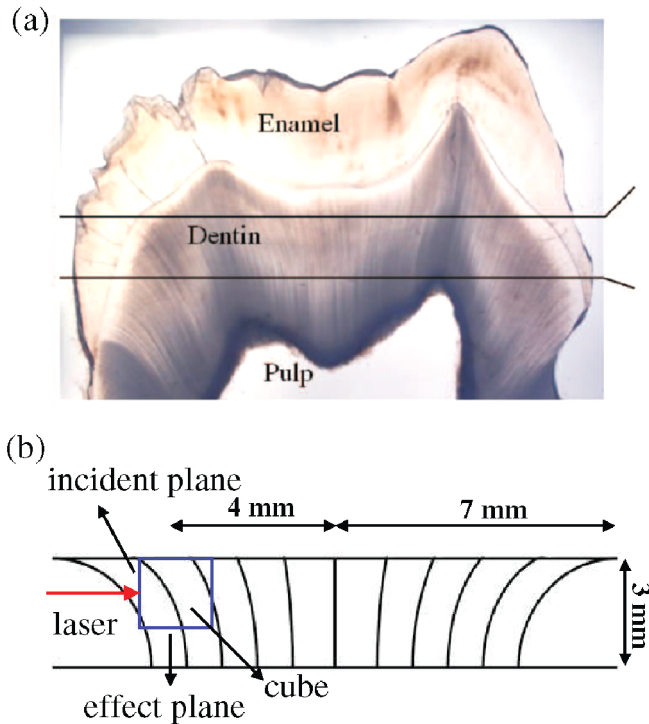 (a)
Enamel
Dentin
Pulp
(b)
incident plane
4 mm
7 mm
3 mm
laser
cube
effect plane